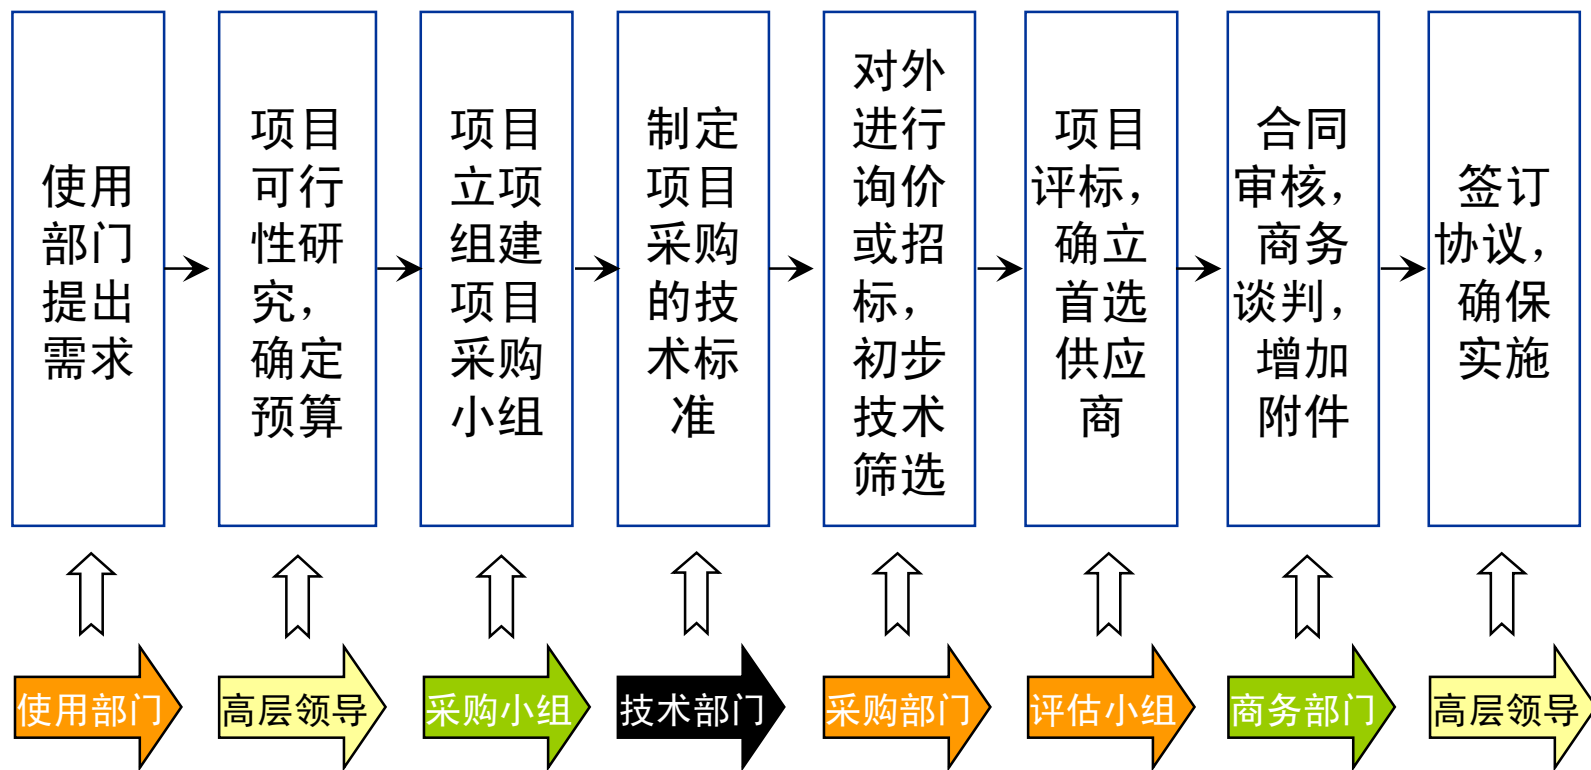 使用
部门
提出
需求
项目
可行
性研
究，
确定
预算
项目
立项
组建
项目
采购
小组
制定
项目
采购
的技
术标
准
对外
进行
询价
或招
标，
初步
技术
筛选
项目
评标，
确立
首选
供应
商
合同
审核，
商务
谈判，
增加
附件
签订
协议，
确保
实施
使用部门
高层领导
采购小组
技术部门
采购部门
评估小组
商务部门
高层领导